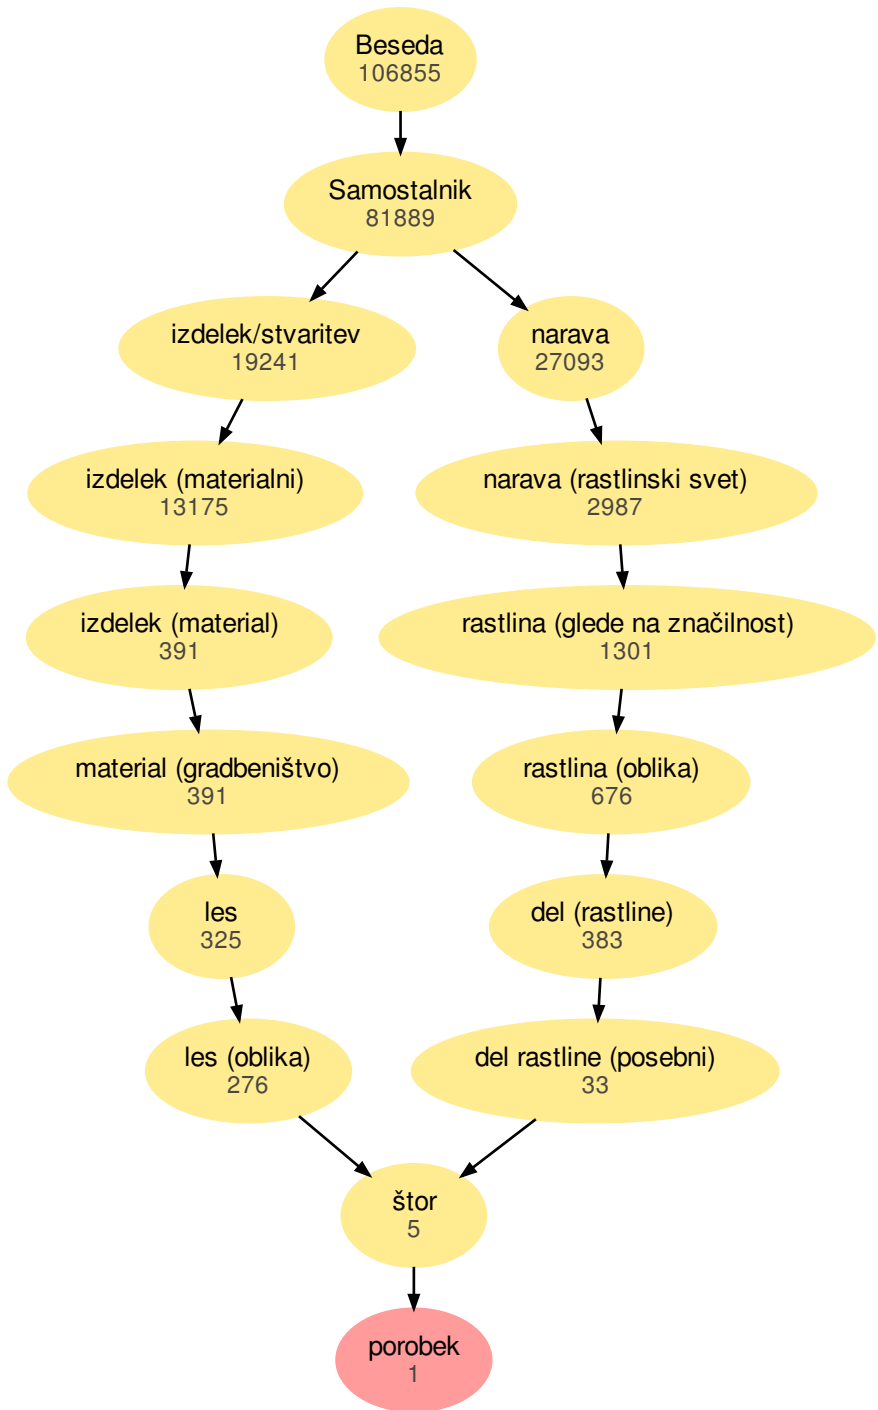 Beseda
106855
Samostalnik
81889
izdelek/stvaritev
19241
narava
27093
izdelek (materialni)
13175
narava (rastlinski svet)
2987
izdelek (material)
391
rastlina (glede na značilnost)
1301
material (gradbeništvo)
391
rastlina (oblika)
676
les
325
del (rastline)
383
les (oblika)
276
del rastline (posebni)
33
štor
5
porobek
1